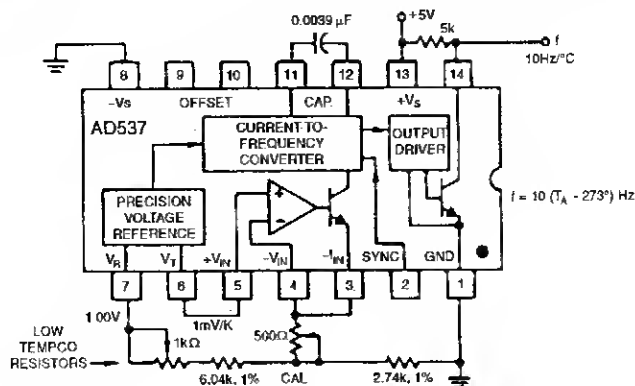 0.0039 µF
+5V
5k
f
10Hz/°C
8
9
10
11
12
13
14
–Vs
OFFSET
CAP.
+VS
AD537
CURRENT-TO-
FREQUENCY
CONVERTER
OUTPUT
DRIVER
PRECISION
VOLTAGE
REFERENCE
+
–
f = 10 (TA - 273°) Hz
VR
VT
+VIN
–VIN
–IIN
SYNC
GND
7
6
5
4
3
2
1
1.00V
1mV/K
LOW
TEMPCO
RESISTORS
1kΩ
500Ω
6.04k, 1%
CAL
2.74k, 1%